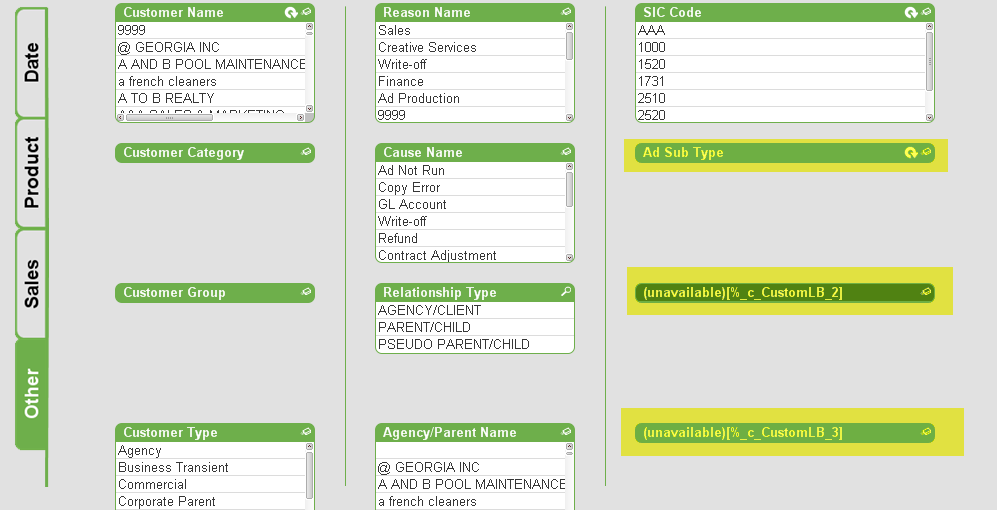 Date
Product
Sales
Other
Customer Name
9999
@ GEORGIA INC
A AND B POOL MAINTENANCE
a french cleaners
A TO B REALTY
AAA SALES & MARKETING
Customer Category
Customer Group
Customer Type
Agency
Business Transient
Commercial
Corporate Parent
Reason Name
Sales
Creative Services
Write-off
Finance
Ad Production
9999
Cause Name
Ad Not Run
Copy Error
GL Account
Write-off
Refund
Contract Adjustment
Relationship Type
AGENCY/CLIENT
PARENT/CHILD
PSEUDO PARENT/CHILD
Agency/Parent Name
@ GEORGIA INC
A AND B POOL MAINTENANCE
a french cleaners
SIC Code
AAA
1000
1520
1731
2510
2520
Ad Sub Type
(unavailable)[%_c_CustomLB_2]
(unavailable)[%_c_CustomLB_3]